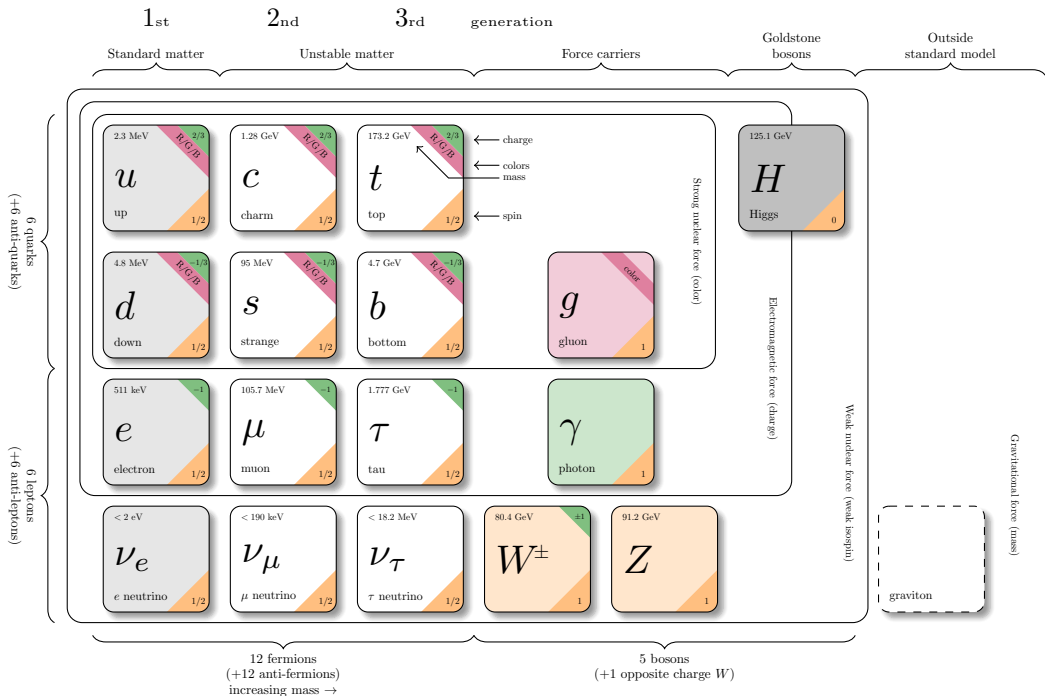 1st 2nd 3rd generation
Standard matter
Unstable matter
Force carriers
Goldstone
bosons
Outside
standard model
6 quarks
(+6 anti-quarks)
6 leptons
(+6 anti-leptons)
2.3 MeV
R/G/B
2/3
u
up
1/2
1.28 GeV
R/G/B
2/3
c
charm
1/2
173.2 GeV
R/G/B
2/3
t
top
1/2
charge
colors
mass
spin
125.1 GeV
H
Higgs
0
4.8 MeV
R/G/B
−1/3
d
down
1/2
95 MeV
R/G/B
−1/3
s
strange
1/2
4.7 GeV
R/G/B
−1/3
b
bottom
1/2
color
g
gluon
1
Strong nuclear force (color)
511 keV
−1
e
electron
1/2
105.7 MeV
−1
μ
muon
1/2
1.777 GeV
−1
τ
tau
1/2
γ
photon
1
Electromagnetic force (charge)
< 2 eV
νe
e neutrino
1/2
< 190 keV
νμ
μ neutrino
1/2
< 18.2 MeV
ντ
τ neutrino
1/2
80.4 GeV
±1
W±
1
91.2 GeV
Z
1
Weak nuclear force (weak isospin)
graviton
Gravitational force (mass)
12 fermions
(+12 anti-fermions)
increasing mass →
5 bosons
(+1 opposite charge W)